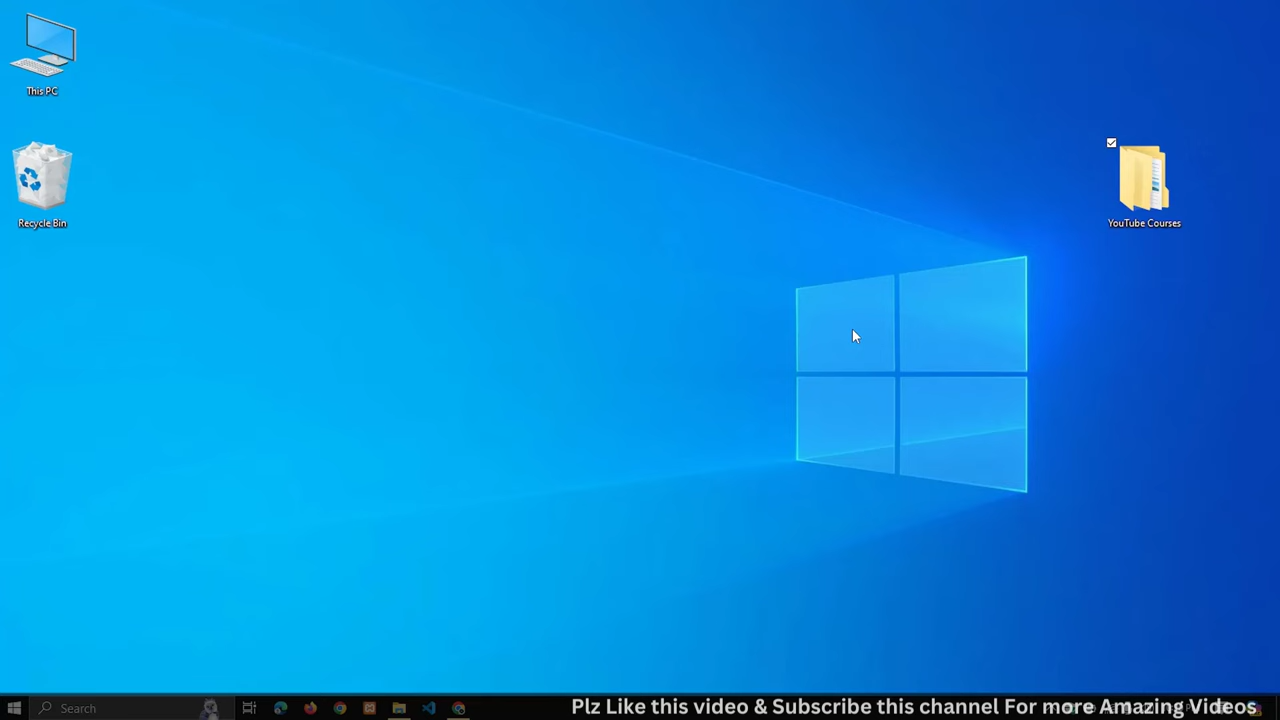 This PC
Recycle Bin
YouTube Courses
Search
Plz Like this video & Subscribe this channel For more Amazing Videos